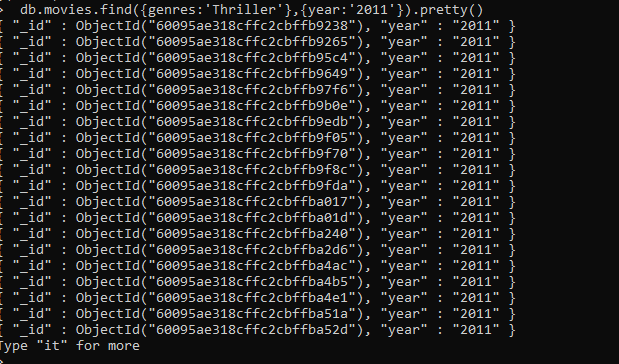 > db.movies.find({genres:'Thriller'},{year:'2011'}).pretty()
{ "_id" : ObjectId("60095ae318cffc2cbffb9238"), "year" : "2011" }
{ "_id" : ObjectId("60095ae318cffc2cbffb9265"), "year" : "2011" }
{ "_id" : ObjectId("60095ae318cffc2cbffb95c4"), "year" : "2011" }
{ "_id" : ObjectId("60095ae318cffc2cbffb9649"), "year" : "2011" }
{ "_id" : ObjectId("60095ae318cffc2cbffb97f6"), "year" : "2011" }
{ "_id" : ObjectId("60095ae318cffc2cbffb9b0e"), "year" : "2011" }
{ "_id" : ObjectId("60095ae318cffc2cbffb9edb"), "year" : "2011" }
{ "_id" : ObjectId("60095ae318cffc2cbffb9f05"), "year" : "2011" }
{ "_id" : ObjectId("60095ae318cffc2cbffb9f70"), "year" : "2011" }
{ "_id" : ObjectId("60095ae318cffc2cbffb9f8c"), "year" : "2011" }
{ "_id" : ObjectId("60095ae318cffc2cbffb9fda"), "year" : "2011" }
{ "_id" : ObjectId("60095ae318cffc2cbffba017"), "year" : "2011" }
{ "_id" : ObjectId("60095ae318cffc2cbffba01d"), "year" : "2011" }
{ "_id" : ObjectId("60095ae318cffc2cbffba240"), "year" : "2011" }
{ "_id" : ObjectId("60095ae318cffc2cbffba2d6"), "year" : "2011" }
{ "_id" : ObjectId("60095ae318cffc2cbffba4ac"), "year" : "2011" }
{ "_id" : ObjectId("60095ae318cffc2cbffba4b5"), "year" : "2011" }
{ "_id" : ObjectId("60095ae318cffc2cbffba4e1"), "year" : "2011" }
{ "_id" : ObjectId("60095ae318cffc2cbffba51a"), "year" : "2011" }
{ "_id" : ObjectId("60095ae318cffc2cbffba52d"), "year" : "2011" }
Type "it" for more
>